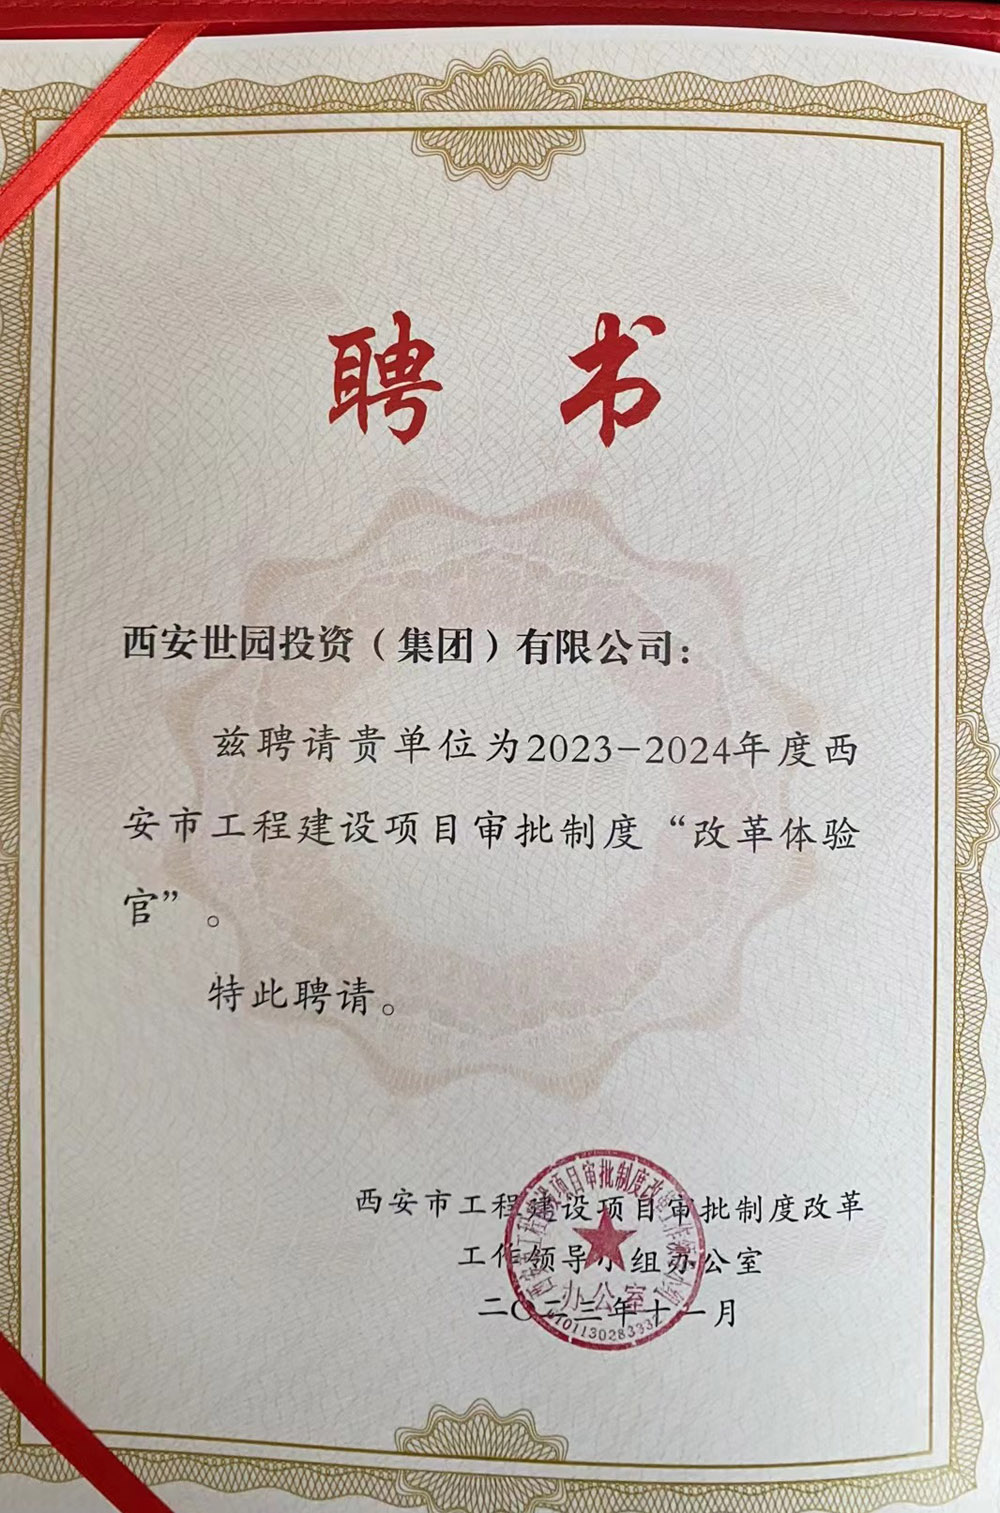 聘 书
西安世园投资（集团）有限公司：
兹聘请贵单位为2023-2024年度西
安市工程建设项目审批制度“改革体验
官”。
特此聘请。
西安市工程建设项目审批制度改革
工作领导小组办公室
二〇二三年十一月
办公室